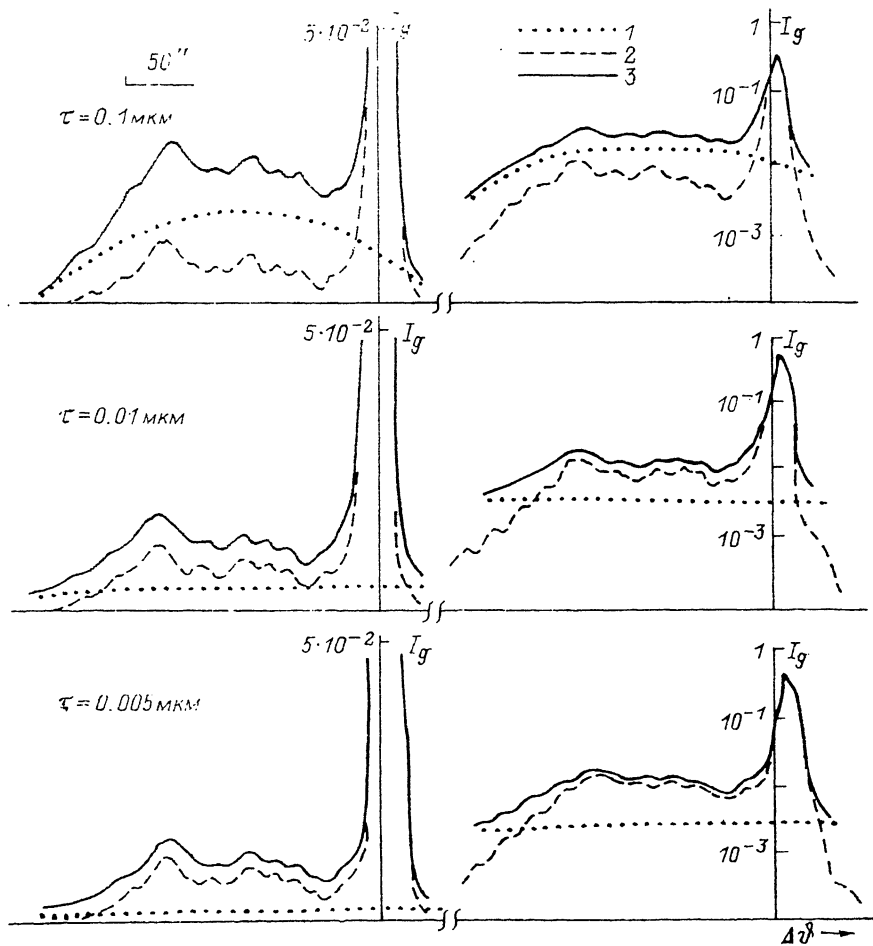 5·10⁻² I_g
50″
τ=0.1 мкм
1
2
3
1 I_g
10⁻¹
10⁻³
5·10⁻² I_g
τ=0.01 мкм
1 I_g
10⁻¹
10⁻³
5·10⁻² I_g
τ=0.005 мкм
1 I_g
10⁻¹
10⁻³
Δϑ